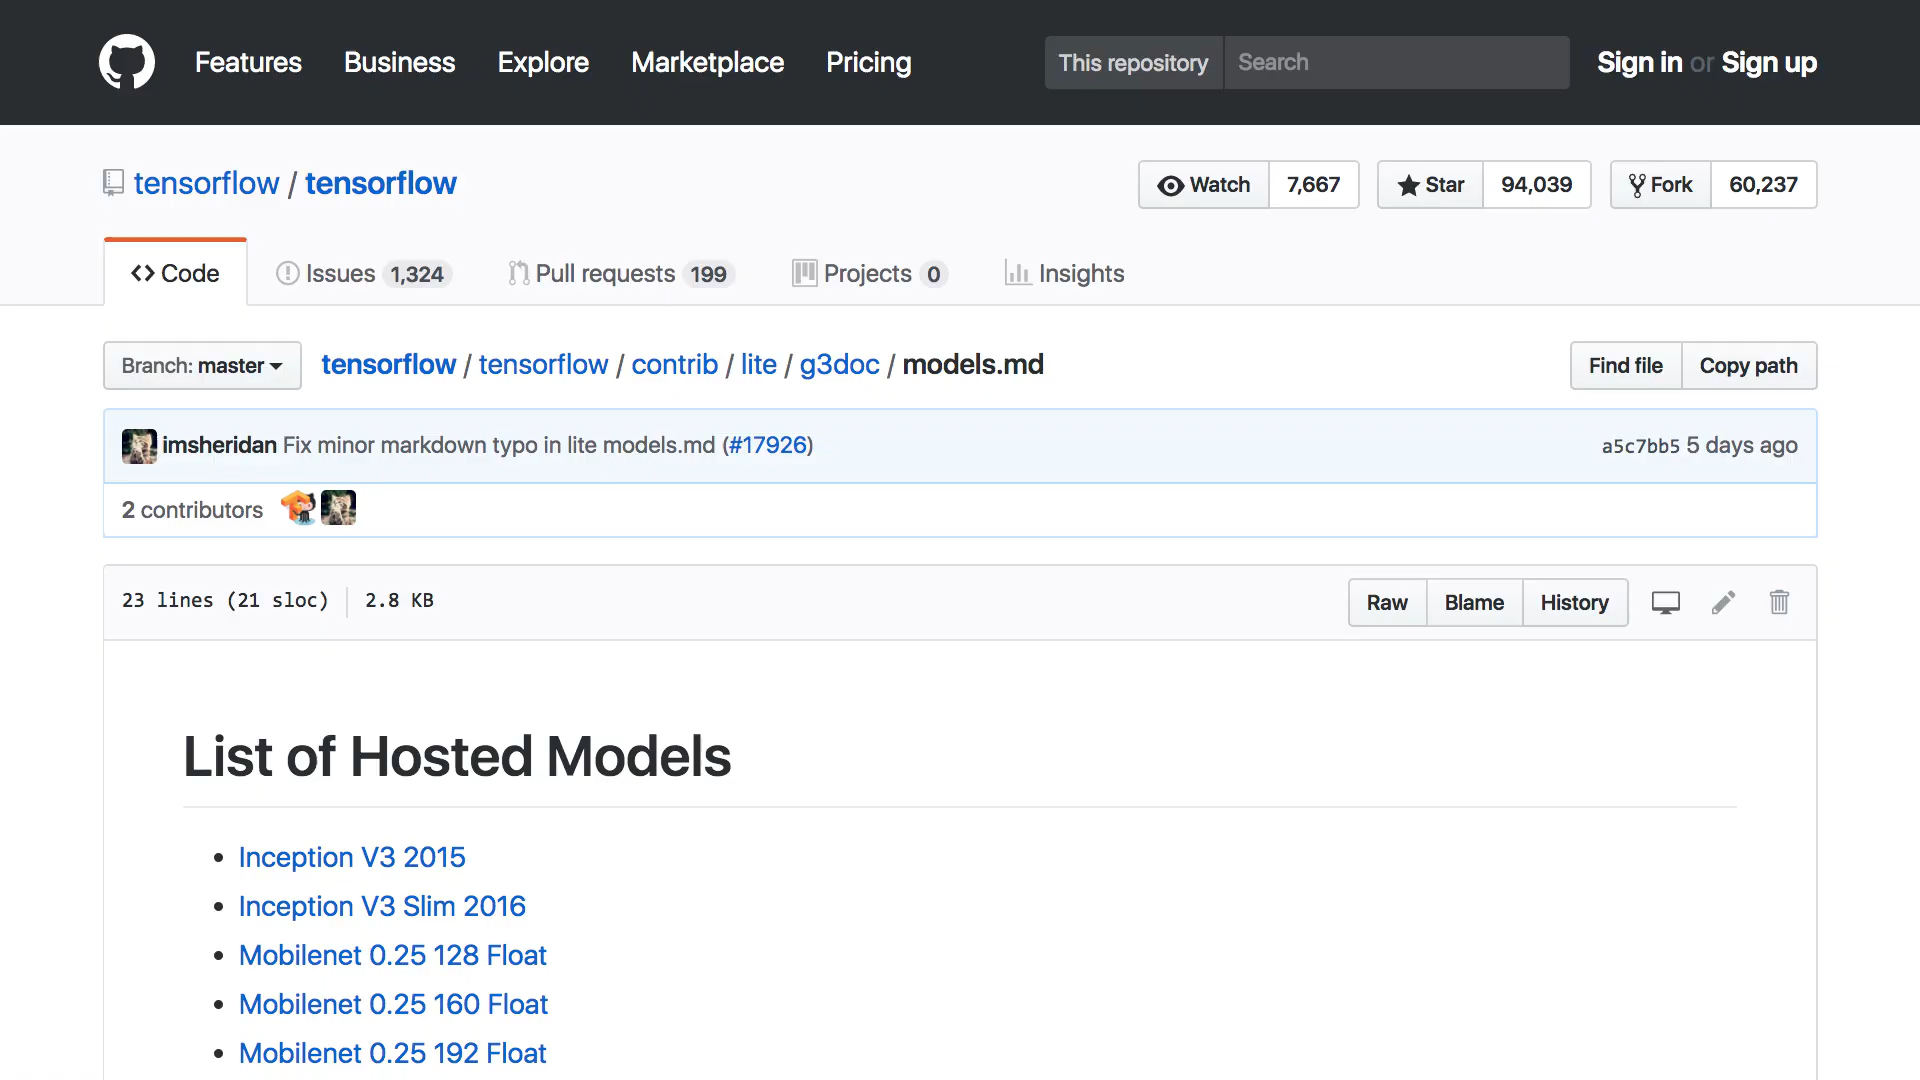 Features Business Explore Marketplace Pricing This repository Search Sign in or Sign up
tensorflow / tensorflow Watch 7,667 Star 94,039 Fork 60,237
Code Issues 1,324 Pull requests 199 Projects 0 Insights
Branch: master tensorflow / tensorflow / contrib / lite / g3doc / models.md Find file Copy path
imsheridan Fix minor markdown typo in lite models.md (#17926) a5c7bb5 5 days ago
2 contributors
23 lines (21 sloc) 2.8 KB Raw Blame History
List of Hosted Models
• Inception V3 2015
• Inception V3 Slim 2016
• Mobilenet 0.25 128 Float
• Mobilenet 0.25 160 Float
• Mobilenet 0.25 192 Float